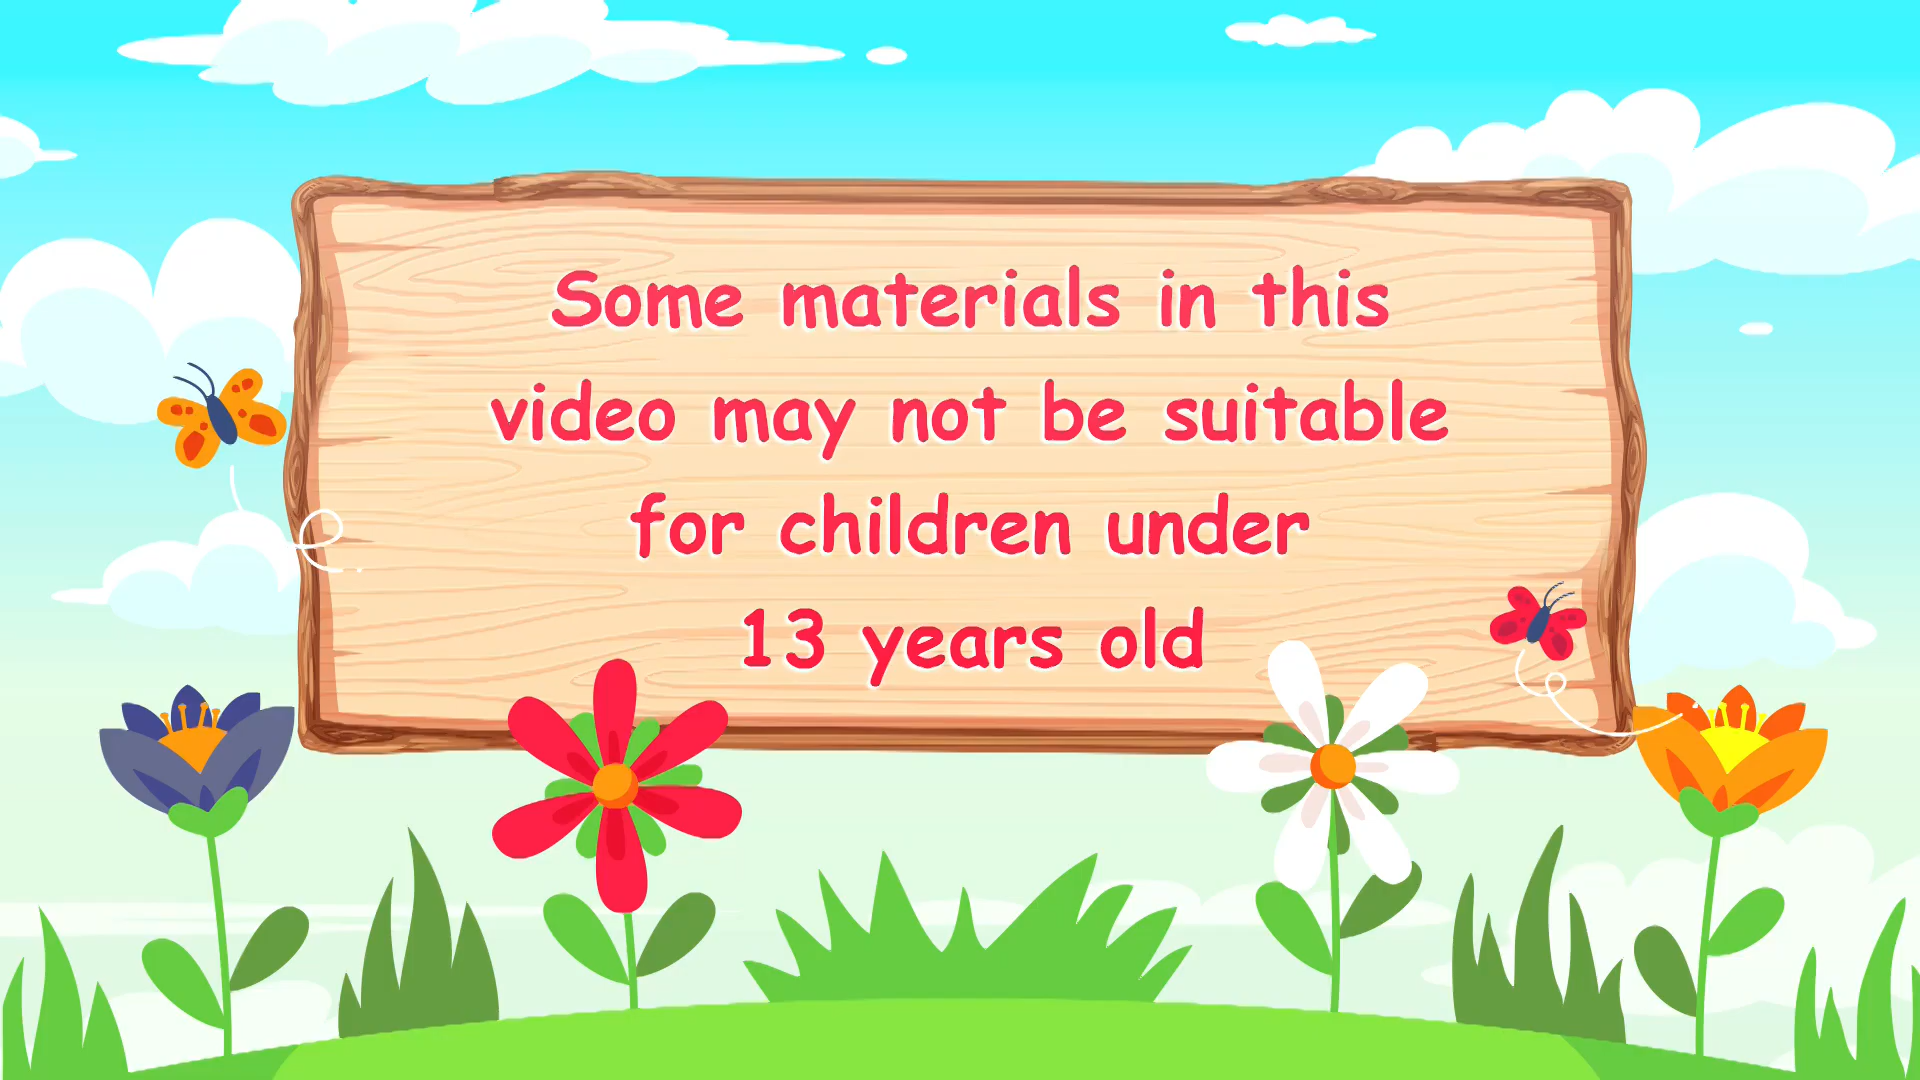 Some materials in this
video may not be suitable
for children under
13 years old